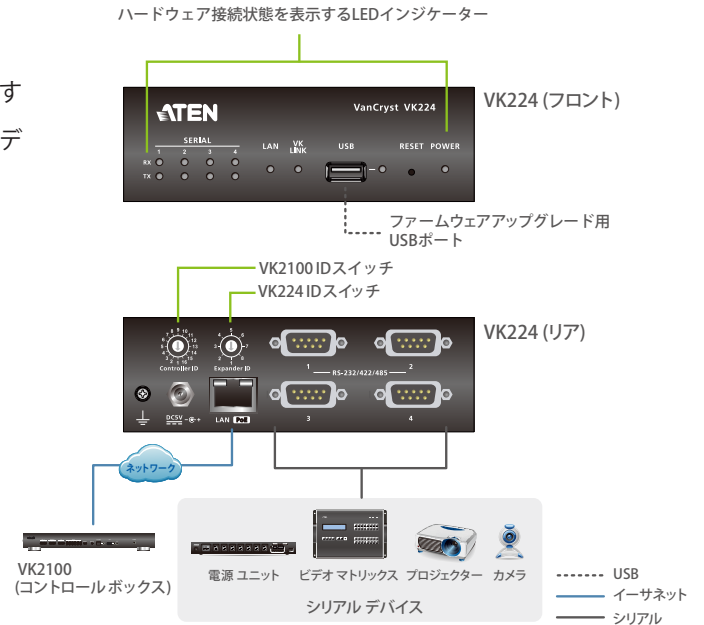 ハードウェア接続状態を表示するLEDインジケーター
す
デ
VK224 (フロント)
ATEN
VanCryst VK224
SERIAL
1 2 3 4
LAN
VK LINK
USB
RESET
POWER
RX
TX
ファームウェアアップグレード用
USBポート
VK2100 IDスイッチ
VK224 IDスイッチ
VK224 (リア)
Controller ID
Expander ID
1
RS-232/422/485
2
DC5V
LAN PoE
3
4
ネットワーク
VK2100
(コントロール ボックス)
電源 ユニット
ビデオ マトリックス
プロジェクター
カメラ
シリアル デバイス
USB
イーサネット
シリアル